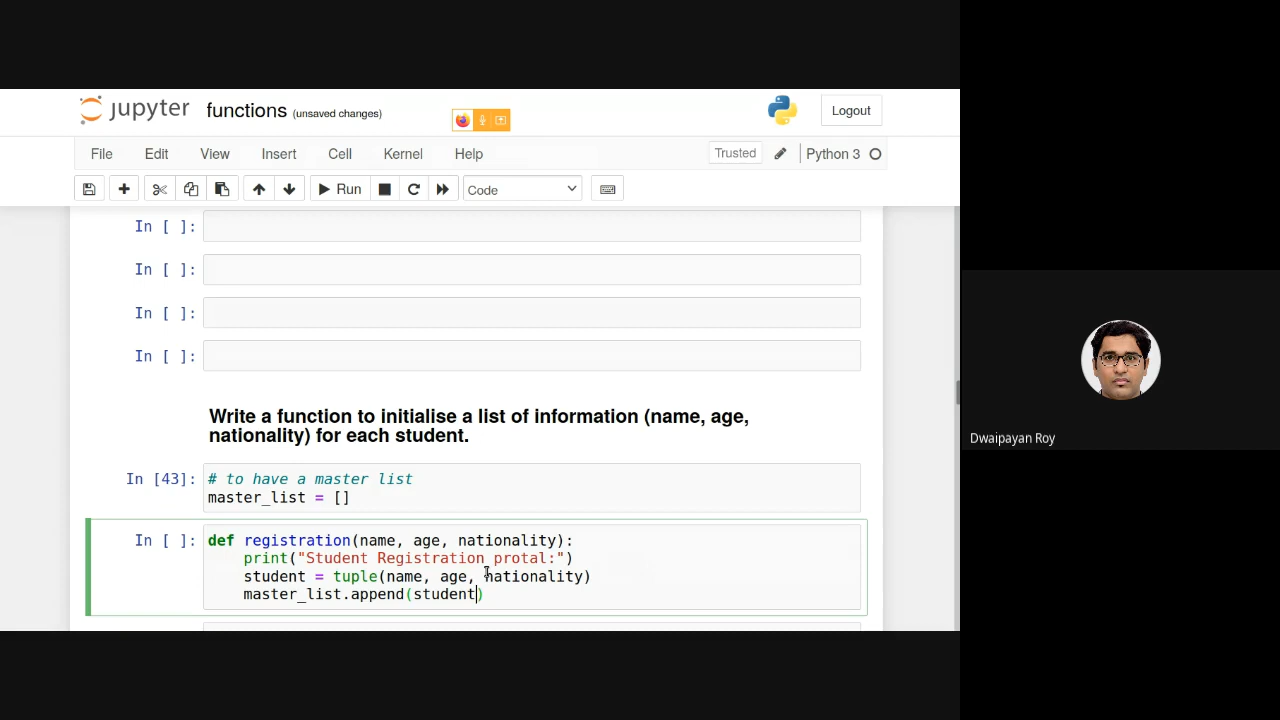 jupyter functions (unsaved changes) Logout
File Edit View Insert Cell Kernel Help Trusted Python 3
Run Code
In [ ]:
In [ ]:
In [ ]:
In [ ]:
Write a function to initialise a list of information (name, age,
nationality) for each student.
In [43]: # to have a master list
master_list = []
In [ ]: def registration(name, age, nationality):
print("Student Registration protal:")
student = tuple(name, age, nationality)
master_list.append(student)
Dwaipayan Roy